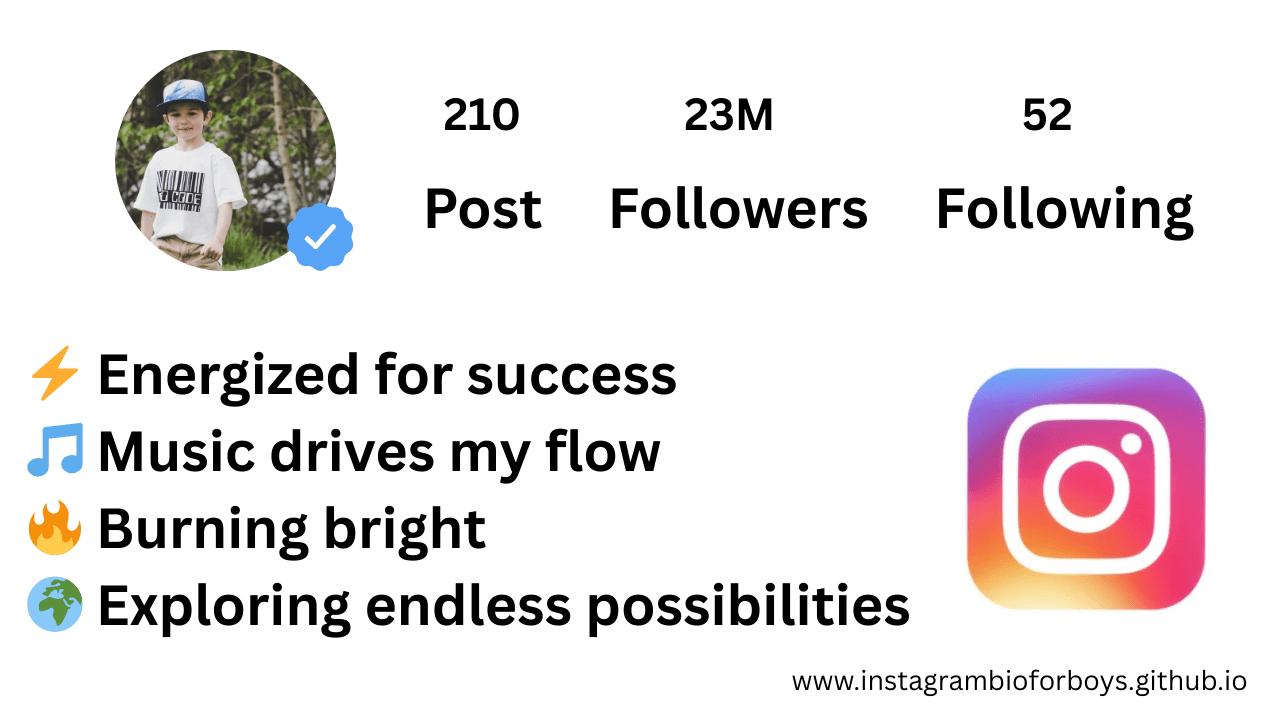 210 23M 52
Post Followers Following
CODE
⚡ Energized for success
🎵 Music drives my flow
🔥 Burning bright
🌍 Exploring endless possibilities
www.instagrambioforboys.github.io